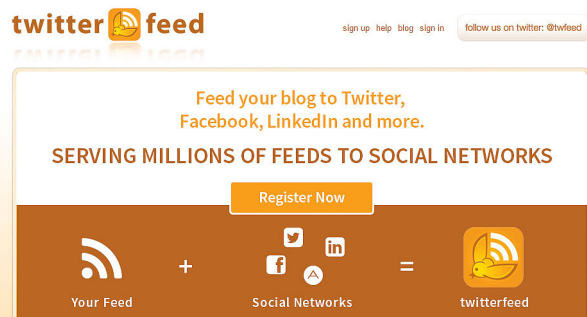 twitter feed
sign up help blog sign in
follow us on twitter: @twfeed
Feed your blog to Twitter,
Facebook, LinkedIn and more.
SERVING MILLIONS OF FEEDS TO SOCIAL NETWORKS
Register Now
+
=
Your Feed
Social Networks
twitterfeed